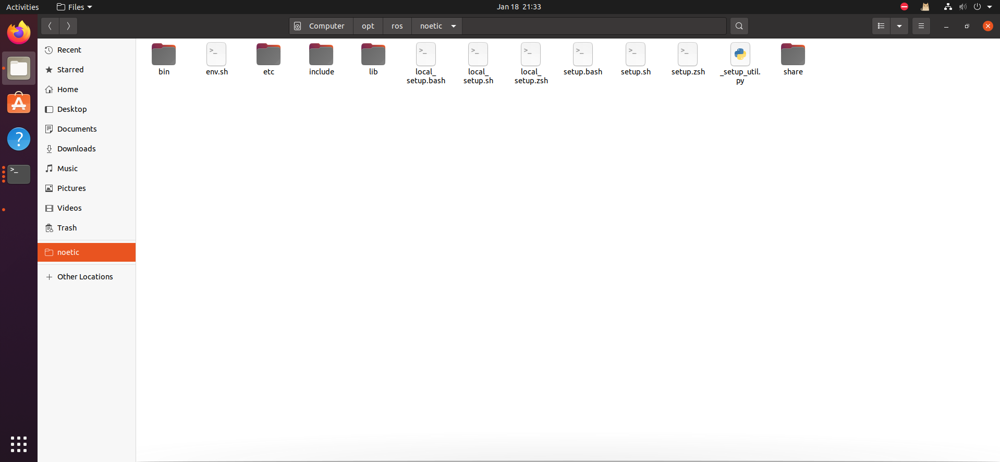 Activities
Files
Jan 18 21:33
Computer
opt
ros
noetic
Recent
Starred
Home
Desktop
Documents
Downloads
Music
Pictures
Videos
Trash
noetic
Other Locations
bin
>_
env.sh
etc
include
lib
>_
local_
setup.bash
>_
local_
setup.sh
>_
local_
setup.zsh
>_
setup.bash
>_
setup.sh
>_
setup.zsh
_setup_util.
py
share
A
?
>_